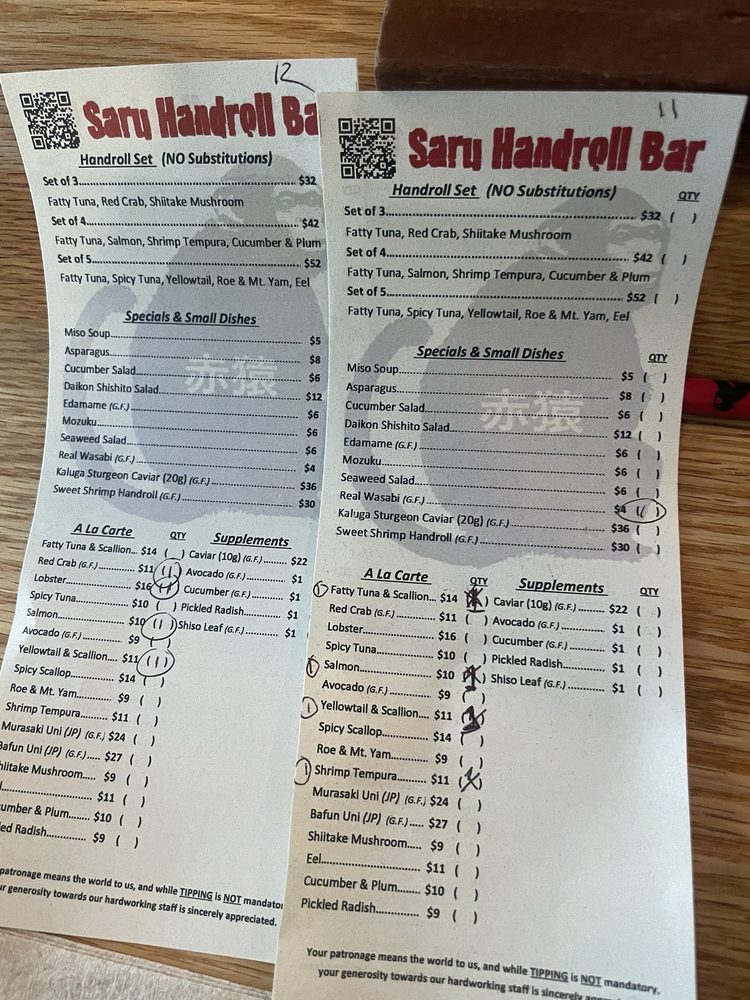 12
Saru Handroll Ba
Handroll Set (NO Substitutions)
Set of 3 $32
Fatty Tuna, Red Crab, Shiitake Mushroom
Set of 4 $42
Fatty Tuna, Salmon, Shrimp Tempura, Cucumber & Plum
Set of 5 $52
Fatty Tuna, Spicy Tuna, Yellowtail, Roe & Mt. Yam, Eel
Specials & Small Dishes
赤猿
Miso Soup $5
Asparagus $8
Cucumber Salad $6
Daikon Shishito Salad $12
Edamame (G.F.) $6
Mozuku $6
Seaweed Salad $6
Real Wasabi (G.F.) $4
Kaluga Sturgeon Caviar (20g) (G.F.) $36
Sweet Shrimp Handroll (G.F.) $30
A La Carte QTY Supplements
Fatty Tuna & Scallion... $14 ( ) Caviar (10g) (G.F.) $22
Red Crab (G.F.) $11 (11) Avocado (G.F.) $1
Lobster $16 Cucumber (G.F.) $1
Spicy Tuna $10 ( ) Pickled Radish $1
Salmon $10 (11) Shiso Leaf (G.F.) $1
Avocado (G.F.) $9
Yellowtail & Scallion... $11 (11)
Spicy Scallop $14 ( )
Roe & Mt. Yam $9 ( )
Shrimp Tempura $11 ( )
Murasaki Uni (JP) (G.F.) $24 ( )
Bafun Uni (JP) (G.F.) $27 ( )
hiitake Mushroom $9 ( )
$11 ( )
umber & Plum $10 ( )
led Radish $9 ( )
patronage means the world to us, and while TIPPING is NOT mandator
r generosity towards our hardworking staff is sincerely appreciated.
11
Saru Handroll Bar
Handroll Set (NO Substitutions) QTY
Set of 3 $32 ( )
Fatty Tuna, Red Crab, Shiitake Mushroom
Set of 4 $42 ( )
Fatty Tuna, Salmon, Shrimp Tempura, Cucumber & Plum
Set of 5 $52 ( )
Fatty Tuna, Spicy Tuna, Yellowtail, Roe & Mt. Yam, Eel
Specials & Small Dishes QTY
赤猿
Miso Soup $5 ( )
Asparagus $8 ( )
Cucumber Salad $6 ( )
Daikon Shishito Salad $12 ( )
Edamame (G.F.) $6 ( )
Mozuku $6 ( )
Seaweed Salad $6 ( )
Real Wasabi (G.F.) $4 (1)
Kaluga Sturgeon Caviar (20g) (G.F.) $36 ( )
Sweet Shrimp Handroll (G.F.) $30 ( )
A La Carte QTY Supplements QTY
1 Fatty Tuna & Scallion... $14 Caviar (10g) (G.F.) $22 ( )
Red Crab (G.F.) $11 ( ) Avocado (G.F.) $1 ( )
Lobster $16 ( ) Cucumber (G.F.) $1 ( )
Spicy Tuna $10 ( ) Pickled Radish $1 ( )
1 Salmon $10 Shiso Leaf (G.F.) $1 ( )
Avocado (G.F.) $9 ( )
1 Yellowtail & Scallion... $11
Spicy Scallop $14 ( )
Roe & Mt. Yam $9 ( )
1 Shrimp Tempura $11
Murasaki Uni (JP) (G.F.) $24 ( )
Bafun Uni (JP) (G.F.) $27 ( )
Shiitake Mushroom $9 ( )
Eel $11 ( )
Cucumber & Plum $10 ( )
Pickled Radish $9 ( )
Your patronage means the world to us, and while TIPPING is NOT mandatory,
your generosity towards our hardworking staff is sincerely